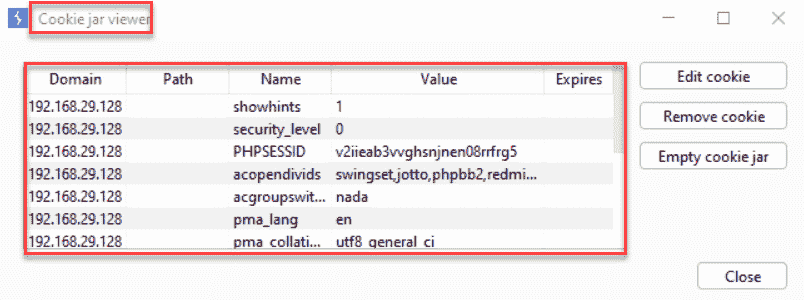 Cookie jar viewer
Domain Path Name Value Expires
192.168.29.128 showhints 1
192.168.29.128 security_level 0
192.168.29.128 PHPSESSID v2iieab3vvghsnjnen08rrfrg5
192.168.29.128 acopendivids swingset,jotto,phpbb2,redmi...
192.168.29.128 acgroupswit... nada
192.168.29.128 pma_lang en
192.168.29.128 pma_collati... utf8_general_ci
Edit cookie
Remove cookie
Empty cookie jar
Close